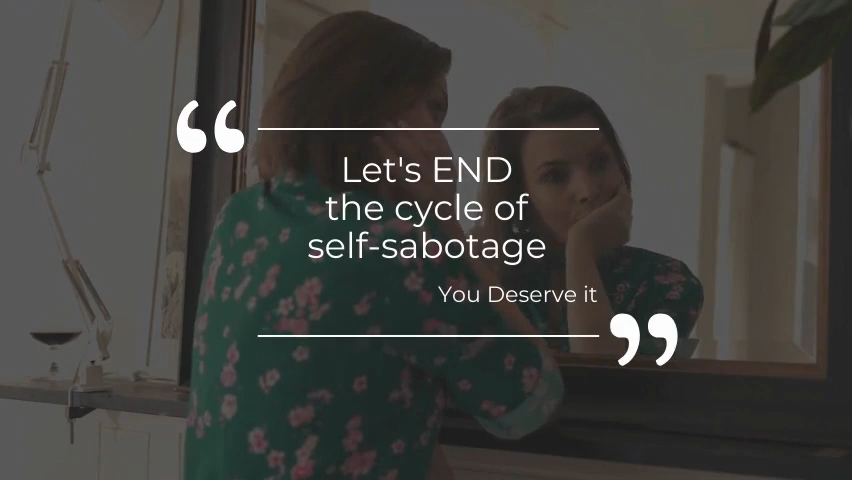 “
Let's END
the cycle of
self-sabotage
You Deserve it
”